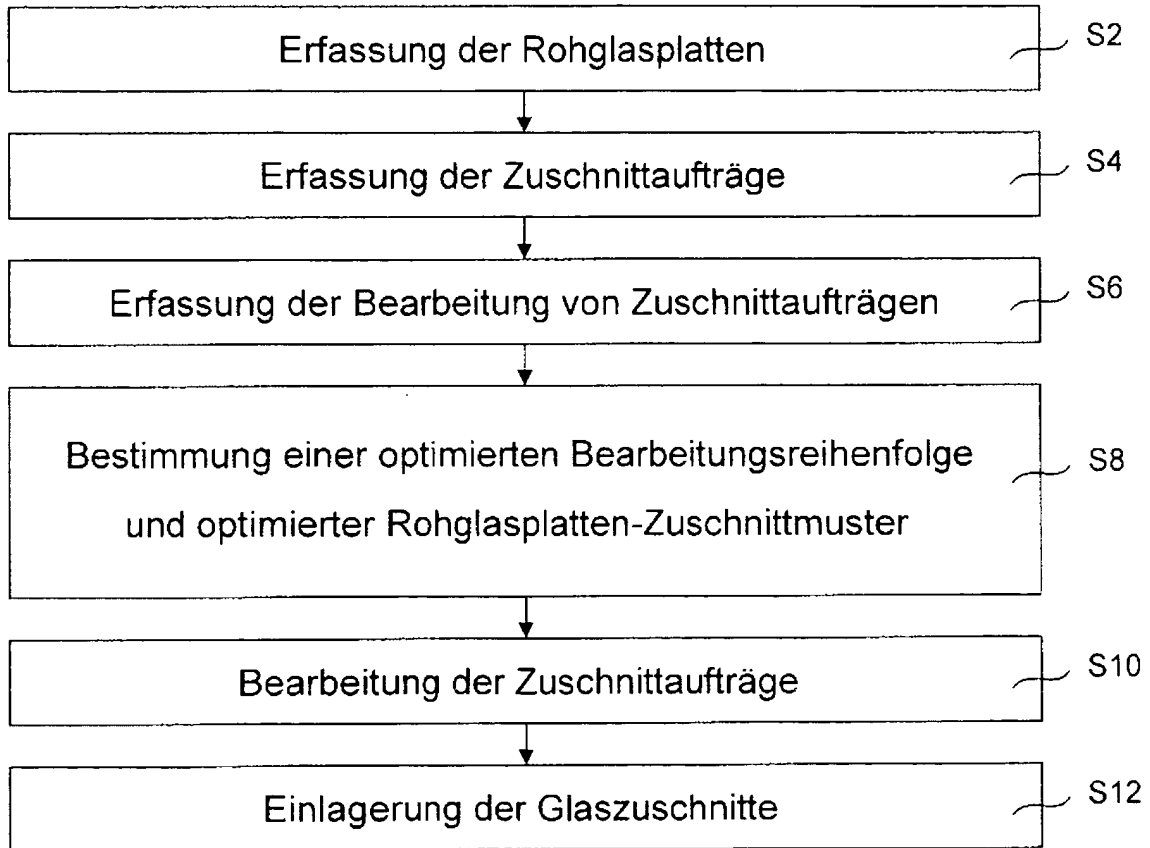 Erfassung der Rohglasplatten
S2
Erfassung der Zuschnittaufträge
S4
Erfassung der Bearbeitung von Zuschnittaufträgen
S6
Bestimmung einer optimierten Bearbeitungsreihenfolge
und optimierter Rohglasplatten-Zuschnittmuster
S8
Bearbeitung der Zuschnittaufträge
S10
Einlagerung der Glaszuschnitte
S12